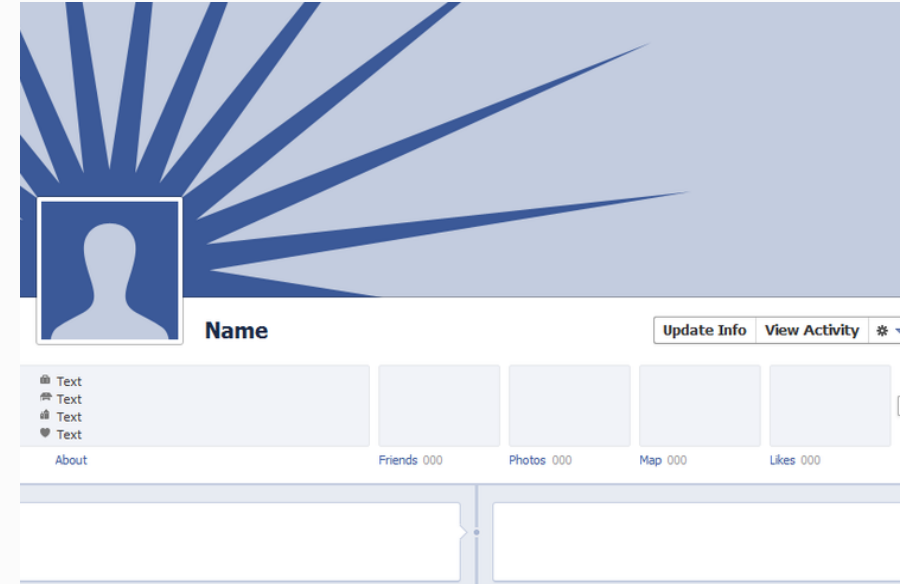 Name
Update Info View Activity
Text
Text
Text
Text
About Friends 000 Photos 000 Map 000 Likes 000